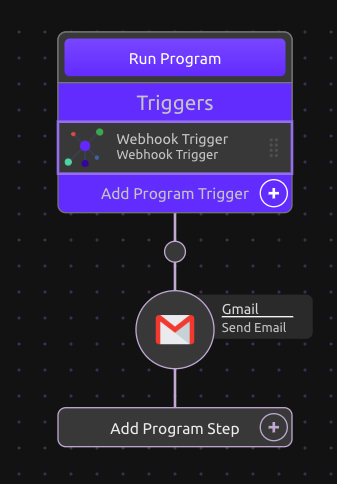 Run Program
Triggers
Webhook Trigger
Webhook Trigger
Add Program Trigger
Gmail
Send Email
Add Program Step